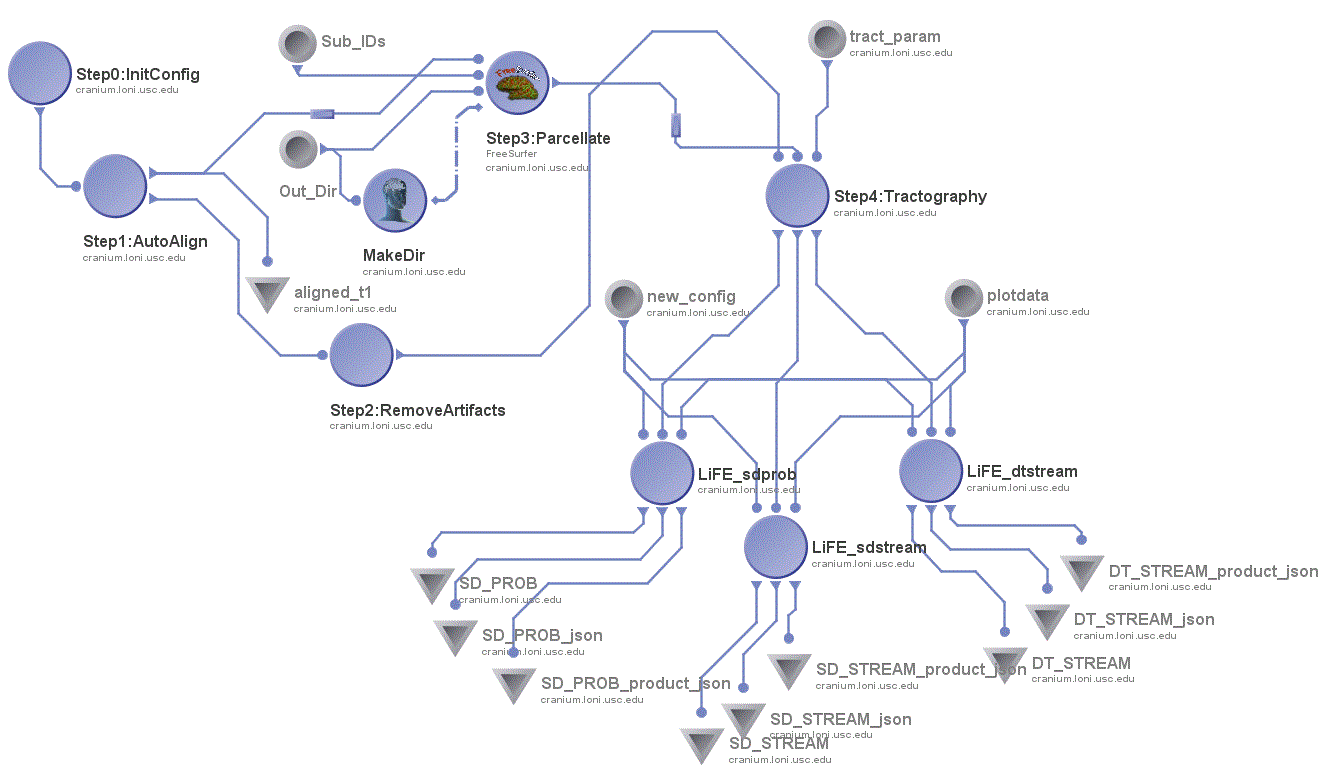 Sub_IDs
tract_param
cranium.loni.usc.edu
Step0:InitConfig
cranium.loni.usc.edu
Step3:Parcellate
FreeSurfer
cranium.loni.usc.edu
Out_Dir
Step4:Tractography
cranium.loni.usc.edu
Step1:AutoAlign
cranium.loni.usc.edu
MakeDir
cranium.loni.usc.edu
aligned_t1
cranium.loni.usc.edu
new_config
cranium.loni.usc.edu
plotdata
cranium.loni.usc.edu
Step2:RemoveArtifacts
cranium.loni.usc.edu
LiFE_sdprob
cranium.loni.usc.edu
LiFE_dtstream
cranium.loni.usc.edu
LiFE_sdstream
cranium.loni.usc.edu
SD_PROB
cranium.loni.usc.edu
DT_STREAM_product_json
cranium.loni.usc.edu
SD_PROB_json
cranium.loni.usc.edu
DT_STREAM_json
cranium.loni.usc.edu
SD_PROB_product_json
cranium.loni.usc.edu
SD_STREAM_product_json
cranium.loni.usc.edu
DT_STREAM
cranium.loni.usc.edu
SD_STREAM_json
cranium.loni.usc.edu
SD_STREAM
cranium.loni.usc.edu